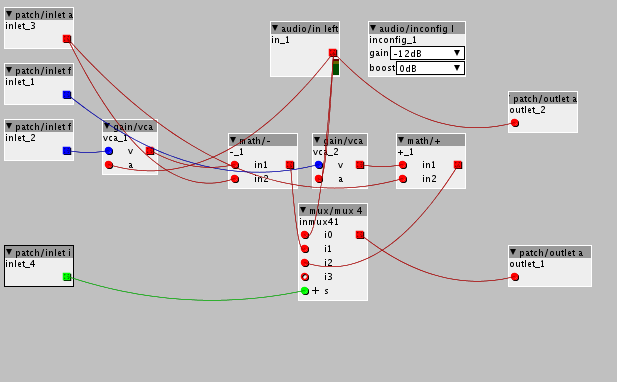 patch/inlet a
inlet_3
audio/in left
in_1
audio/inconfig l
inconfig_1
gain -12dB
boost 0dB
patch/inlet f
inlet_1
patch/outlet a
outlet_2
patch/inlet f
inlet_2
gain/vca
vca_1
v
a
math/-
-_1
in1
in2
gain/vca
vca_2
v
a
math/+
+_1
in1
in2
mux/mux 4
inmux41
i0
i1
i2
i3
+ s
patch/inlet i
inlet_4
patch/outlet a
outlet_1